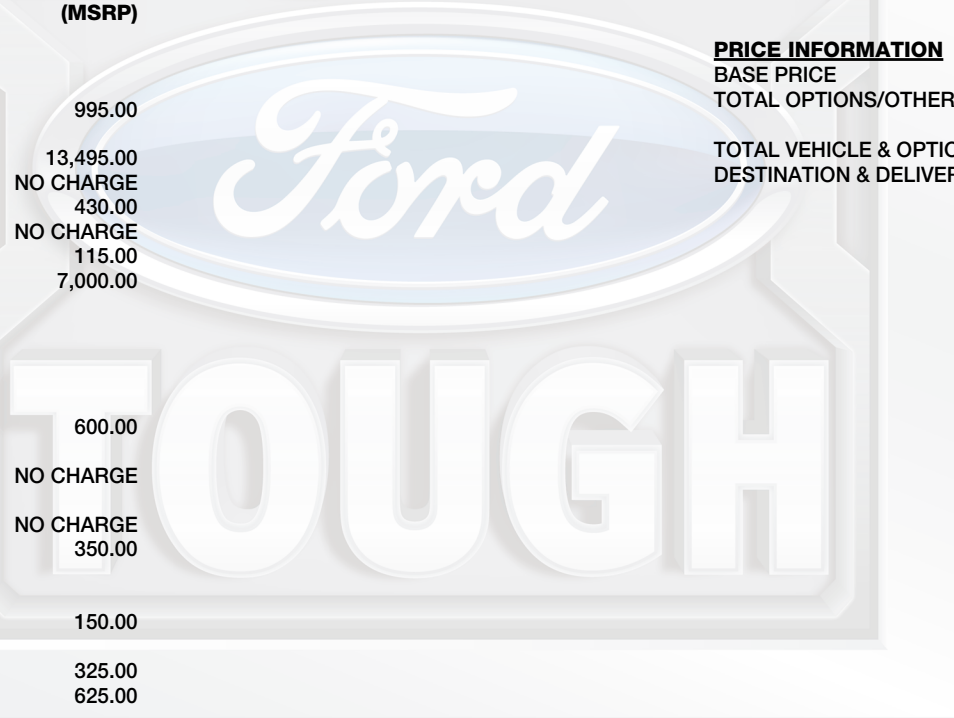 (MSRP)
995.00
13,495.00
NO CHARGE
430.00
NO CHARGE
115.00
7,000.00
600.00
NO CHARGE
NO CHARGE
350.00
150.00
325.00
625.00
PRICE INFORMATION
BASE PRICE
TOTAL OPTIONS/OTHER
TOTAL VEHICLE & OPTIO
DESTINATION & DELIVER
Ford
TOUGH